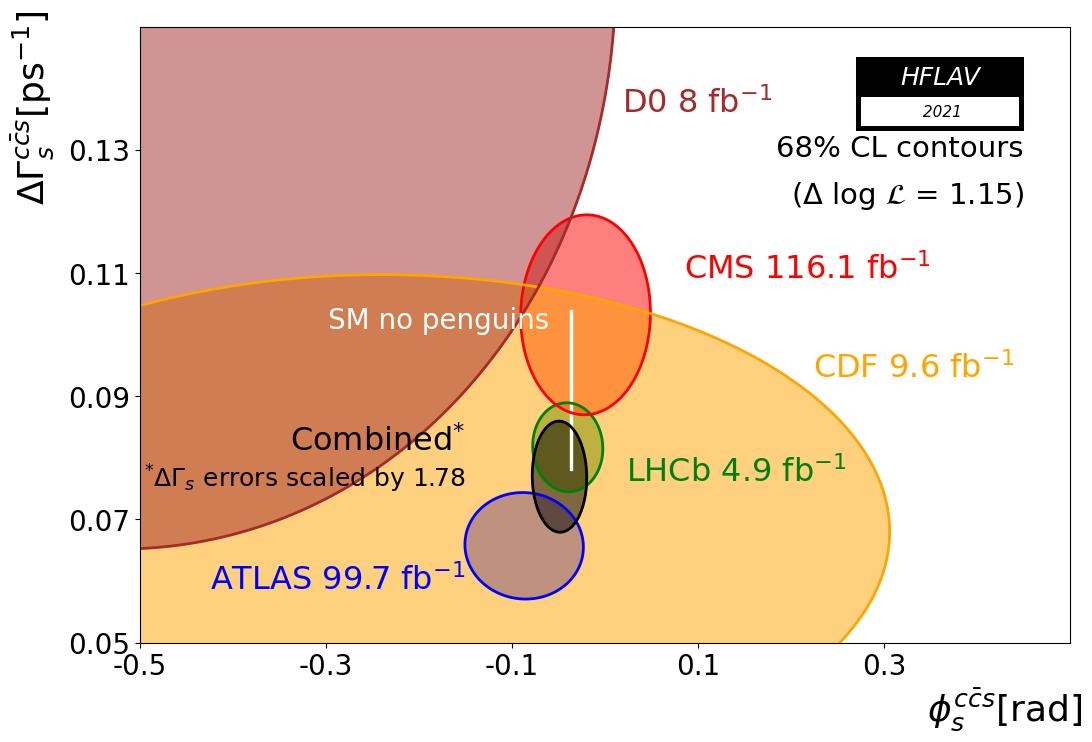 ΔΓ_s^{cc̄s}[ps⁻¹]
D0 8 fb⁻¹
HFLAV
2021
68% CL contours
(Δ log ℒ = 1.15)
CMS 116.1 fb⁻¹
SM no penguins
CDF 9.6 fb⁻¹
Combined*
*ΔΓₛ errors scaled by 1.78
LHCb 4.9 fb⁻¹
ATLAS 99.7 fb⁻¹
0.13
0.11
0.09
0.07
0.05
-0.5 -0.3 -0.1 0.1 0.3
ϕ_s^{cc̄s}[rad]